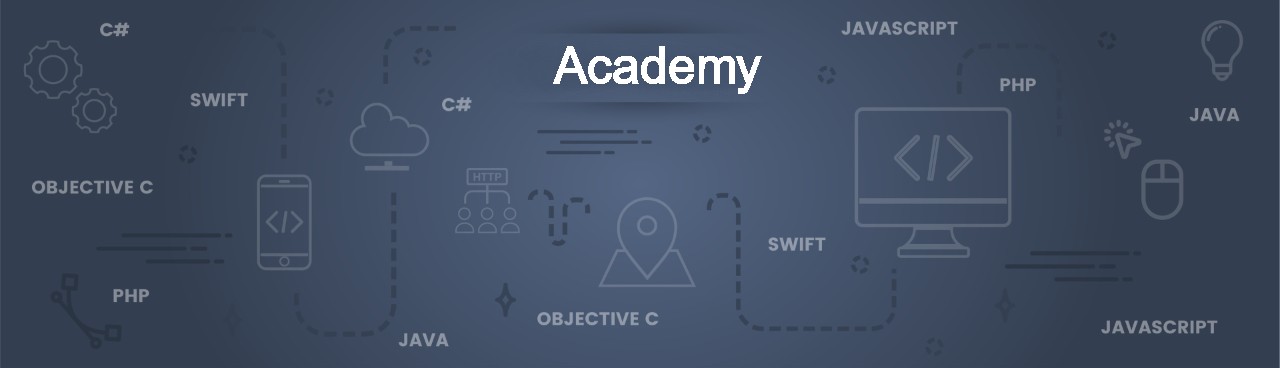 C#
JAVASCRIPT
Academy
PHP
SWIFT
C#
JAVA
HTTP
OBJECTIVE C
SWIFT
PHP
OBJECTIVE C
JAVASCRIPT
JAVA